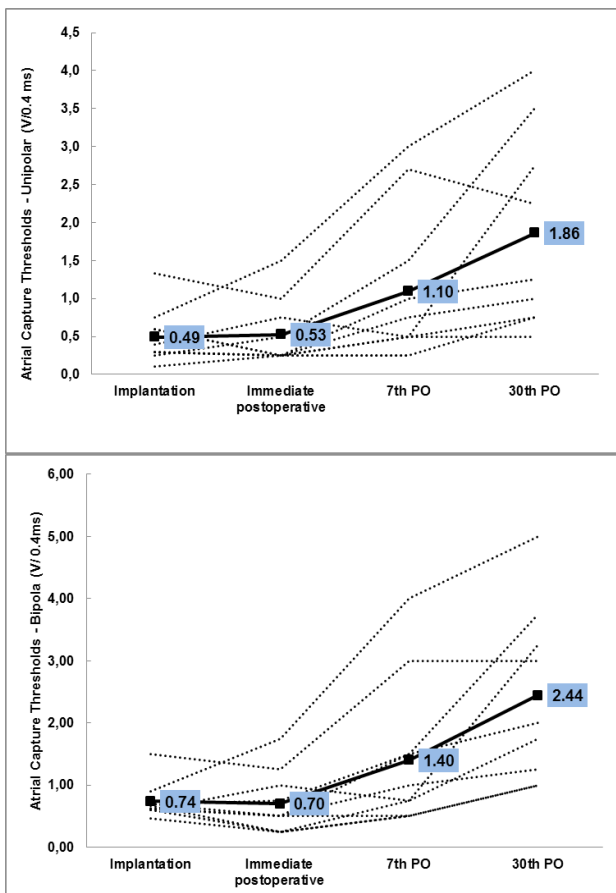 Atrial Capture Thresholds - Unipolar (V/0.4 ms)
4,5
4,0
3,5
3,0
2,5
2,0
1,5
1,0
0,5
0,0
0.49
0.53
1.10
1.86
Implantation
Immediate
postoperative
7th PO
30th PO
Atrial Capture Thresholds - Bipola (V/ 0.4ms)
6,00
5,00
4,00
3,00
2,00
1,00
0,00
0.74
0.70
1.40
2.44
Implantation
Immediate
postoperative
7th PO
30th PO